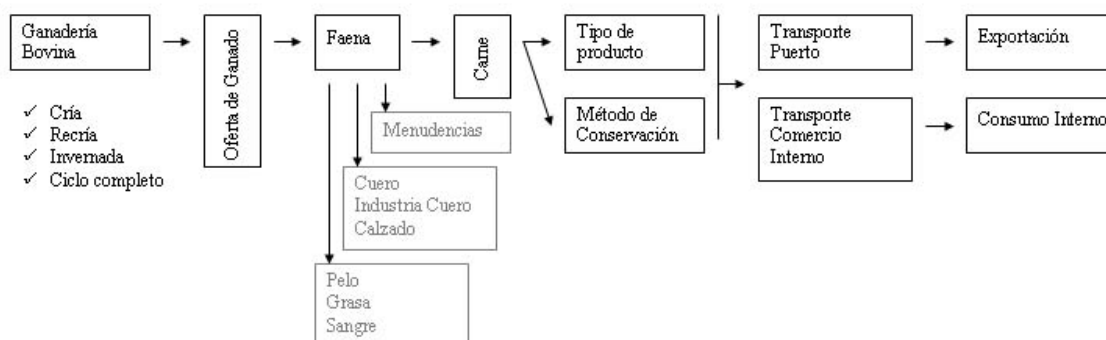 Ganadería
Bovina
✓ Cría
✓ Recría
✓ Invernada
✓ Ciclo completo
Oferta de Ganado
Faena
Menudencias
Cuero
Industria Cuero
Calzado
Pelo
Grasa
Sangre
Carne
Tipo de
producto
Método de
Conservación
Transporte
Puerto
Transporte
Comercio
Interno
Exportación
Consumo Interno